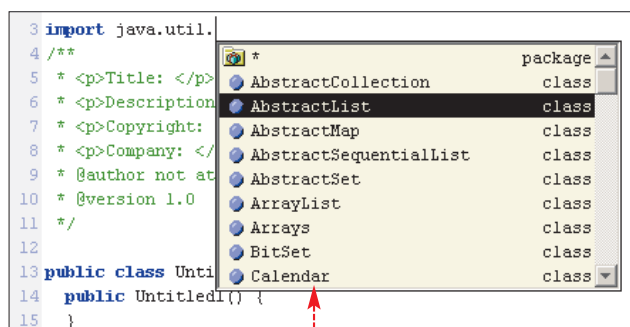 3 import java.util.
4 /**
5 * <p>Title: </p>
6 * <p>Description
7 * <p>Copyright:
8 * <p>Company: </
9 * @author not at
10 * @version 1.0
11 */
12
13 public class Unti
14 public Untitled1() {
15 }
* package
AbstractCollection class
AbstractList class
AbstractMap class
AbstractSequentialList class
AbstractSet class
ArrayList class
Arrays class
BitSet class
Calendar class